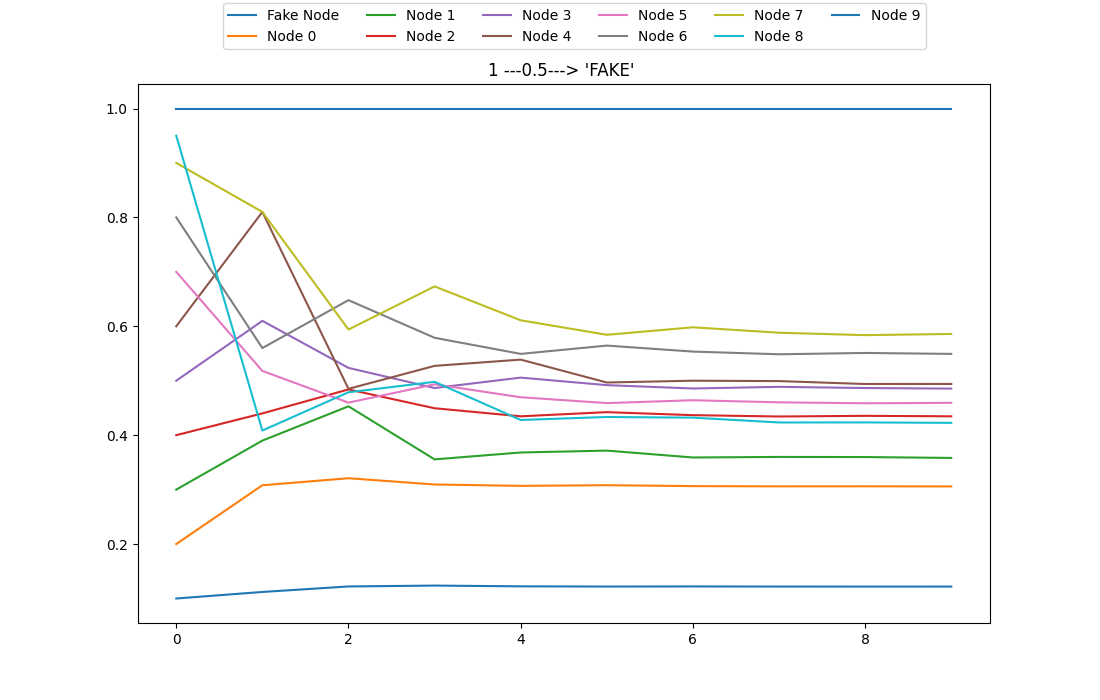 Fake Node Node 1 Node 3 Node 5 Node 7 Node 9
Node 0 Node 2 Node 4 Node 6 Node 8
1 ---0.5---> 'FAKE'
1.0
0.8
0.6
0.4
0.2
0 2 4 6 8